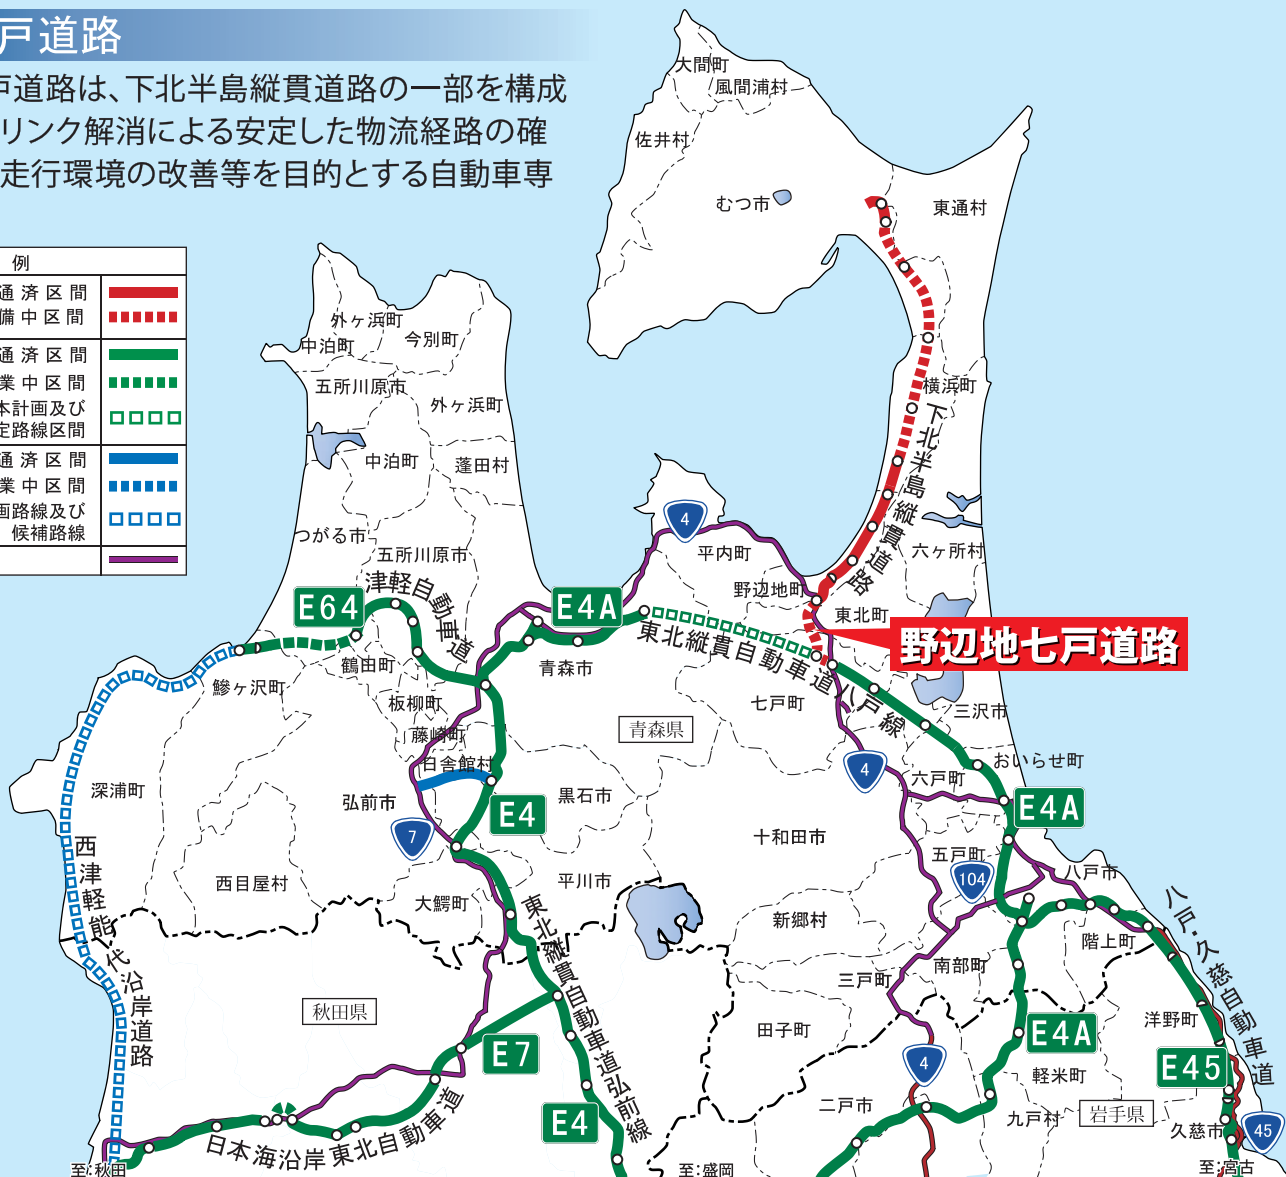 戸道路
戸道路は、下北半島縦貫道路の一部を構成
リンク解消による安定した物流経路の確
走行環境の改善等を目的とする自動車専
例
通済区間
備中区間
通済区間
業中区間
本計画及び
定路線区間
通済区間
業中区間
画路線及び
候補路線
大間町
風間浦村
佐井村
むつ市
東通村
外ヶ浜町
今別町
中泊町
五所川原市
外ヶ浜町
中泊町
蓬田村
横浜町
下北半島縦貫道路
つがる市
五所川原市
4
平内町
六ヶ所村
野辺地町
東北町
津軽自動車道
E64
E4A
東北縦貫自動車道八戸線
野辺地七戸道路
鶴田町
青森市
鰺ヶ沢町
板柳町
七戸町
三沢市
藤崎町
青森県
田舎館村
おいらせ町
4
六戸町
深浦町
弘前市
黒石市
E4
E4A
7
十和田市
五戸町
西津軽能代沿岸道路
104
八戸市
西目屋村
平川市
大鰐町
新郷村
八戸・久慈自動車道
東北縦貫自動車道弘前線
階上町
三戸町
南部町
秋田県
田子町
洋野町
E4A
E7
4
E45
軽米町
二戸市
九戸村
岩手県
E4
久慈市
45
日本海沿岸東北自動車道
至:秋田
至:盛岡
至:宮古